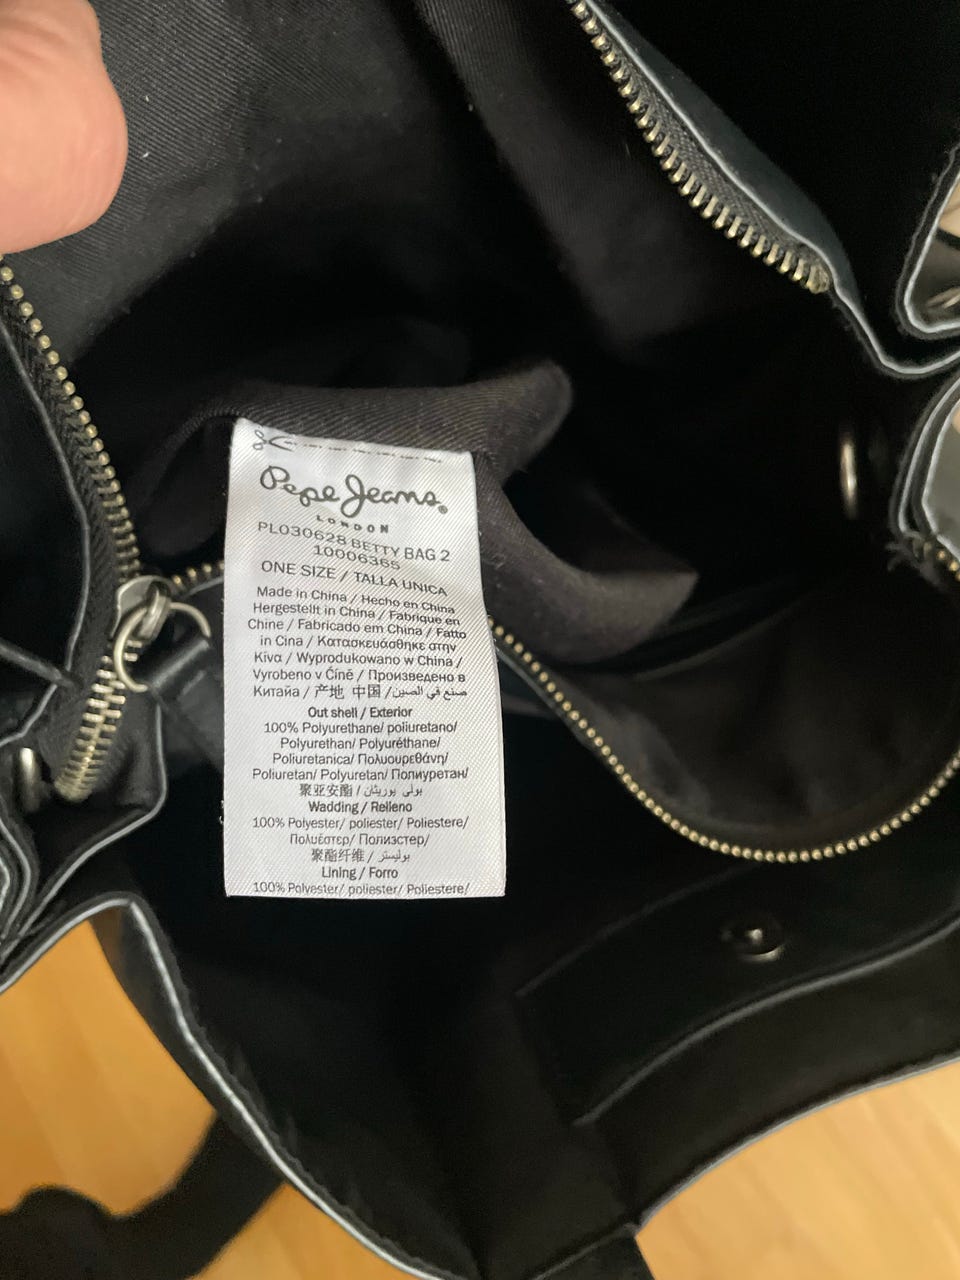 Pepe Jeans®
LONDON
PL030628 BETTY BAG 2
10006365
ONE SIZE / TALLA UNICA
Made in China / Hecho en China
Hergestellt in China / Fabriqué en
Chine / Fabricado em China / Fatto
in Cina / Κατασκευάσθηκε στην
Κίνα / Wyprodukowano w China /
Vyrobeno v Číně / Произведено в
Китайа / 产地 中国 / صنع في الصين
Out shell / Exterior
100% Polyurethane/ poliuretano/
Polyurethan/ Polyuréthane/
Poliuretanica/ Πολυουρεθάνη/
Poliuretan/ Polyuretan/ Полиуретан/
聚亚安酯 / بولي يوريثان/
Wadding / Relleno
100% Polyester/ poliester/ Poliestere/
Πολυέστερ/ Полиэстер/
聚酯纤维 / بوليستر/
Lining / Forro
100% Polyester/ poliester/ Poliestere/